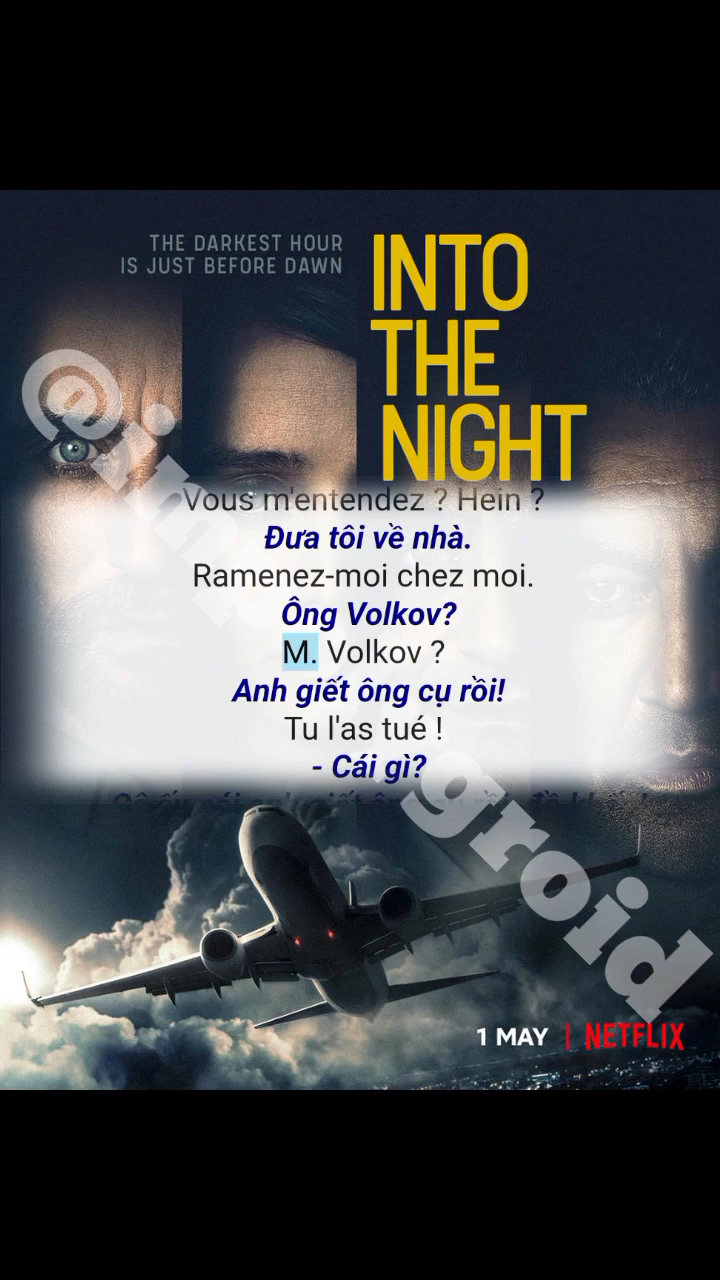 THE DARKEST HOUR
IS JUST BEFORE DAWN
INTO
THE
NIGHT
Vous m'entendez ? Hein ?
Đưa tôi về nhà.
Ramenez-moi chez moi.
Ông Volkov?
M. Volkov ?
Anh giết ông cụ rồi!
Tu l'as tué !
- Cái gì?
1 MAY | NETFLIX